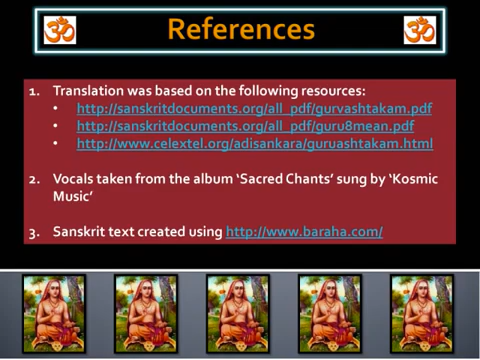 ॐ References ॐ
1. Translation was based on the following resources:
• http://sanskritdocuments.org/all_pdf/gurvashtakam.pdf
• http://sanskritdocuments.org/all_pdf/guru8mean.pdf
• http://www.celextel.org/adisankara/guruashtakam.html
2. Vocals taken from the album ‘Sacred Chants’ sung by ‘Kosmic
Music’
3. Sanskrit text created using http://www.baraha.com/